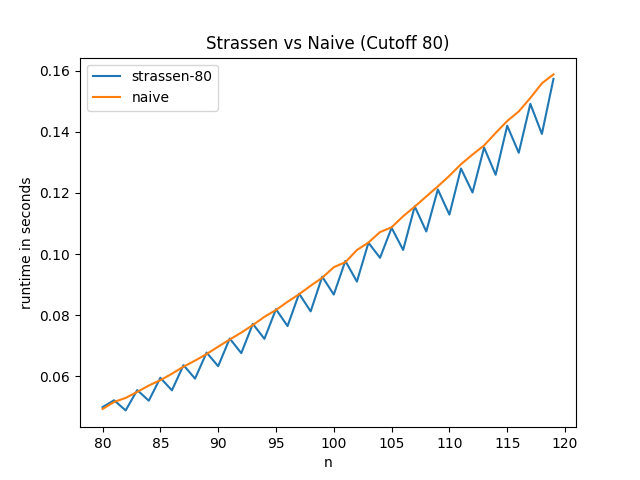 Strassen vs Naive (Cutoff 80)
strassen-80
naive
runtime in seconds
0.16
0.14
0.12
0.10
0.08
0.06
80 85 90 95 100 105 110 115 120
n